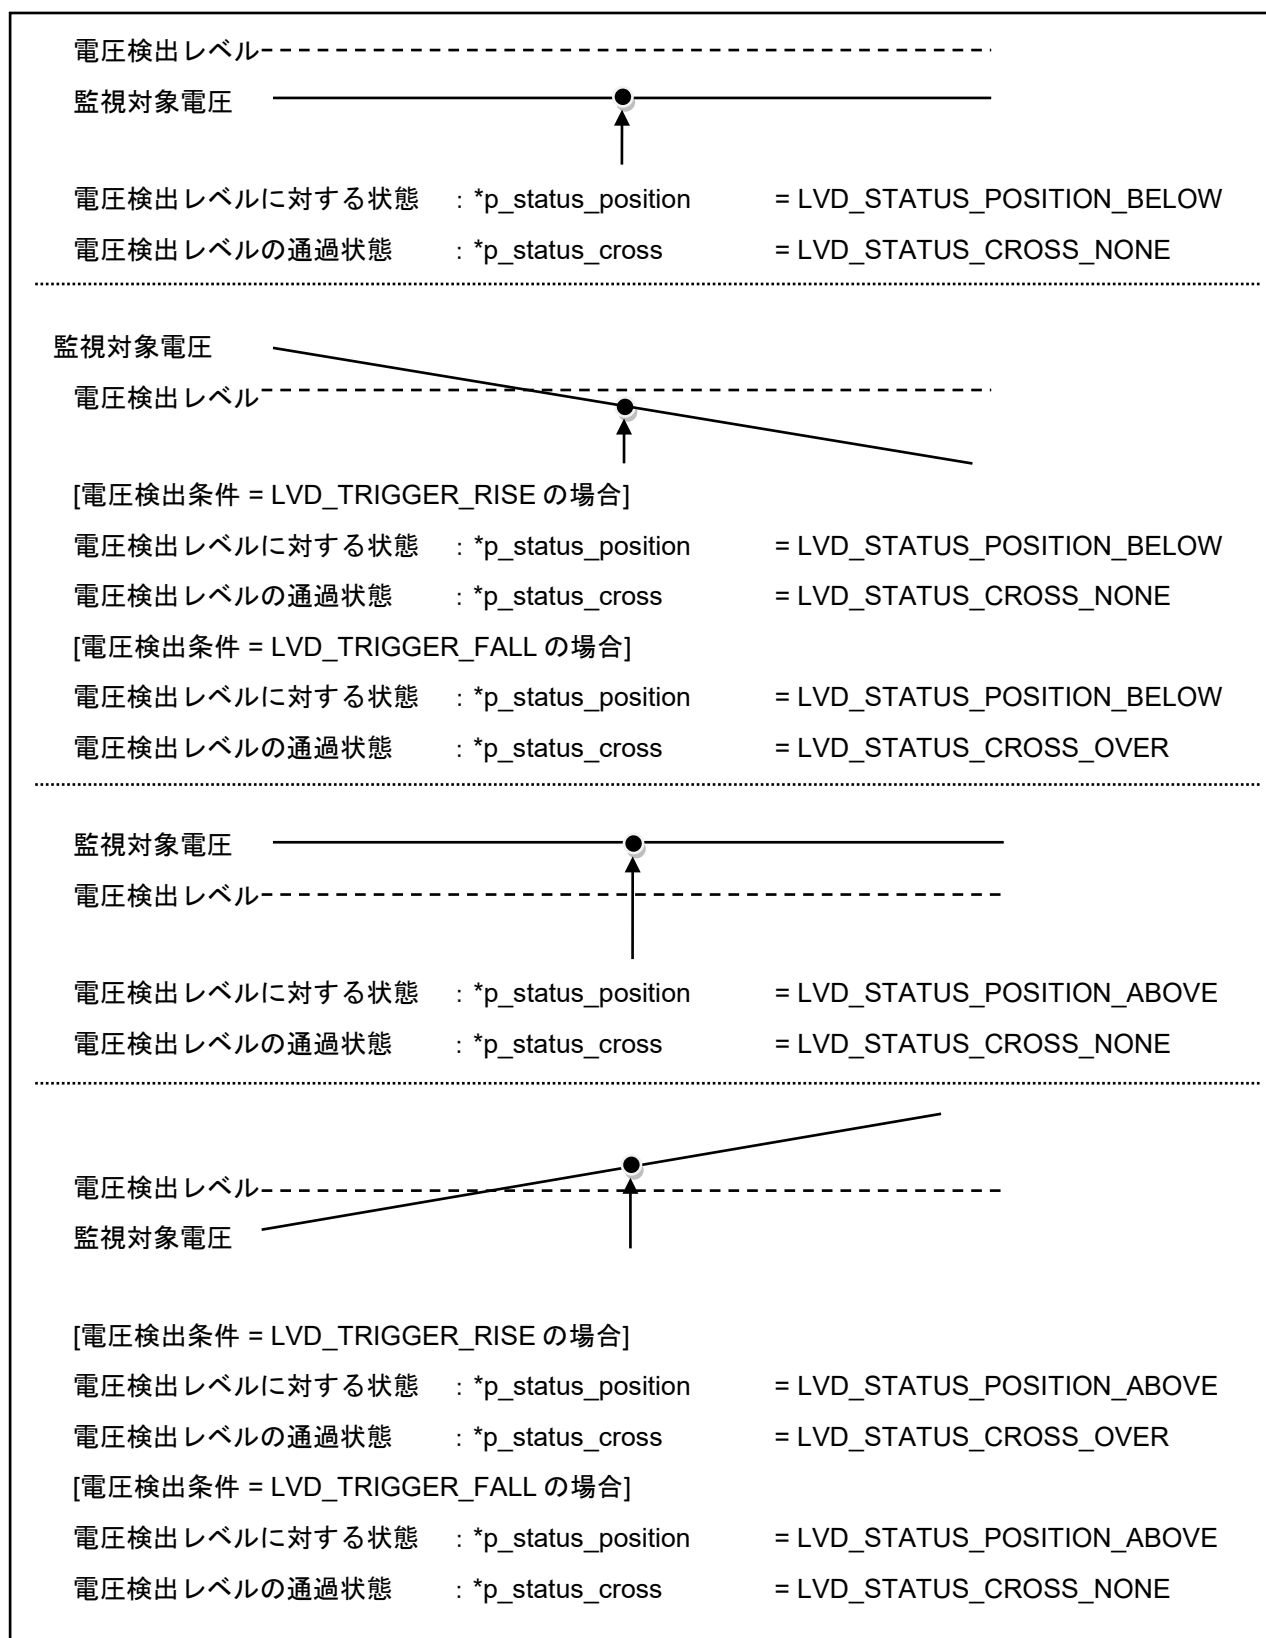 電圧検出レベル
監視対象電圧
電圧検出レベルに対する状態 : *p_status_position = LVD_STATUS_POSITION_BELOW
電圧検出レベルの通過状態 : *p_status_cross = LVD_STATUS_CROSS_NONE
監視対象電圧
電圧検出レベル
[電圧検出条件 = LVD_TRIGGER_RISE の場合]
電圧検出レベルに対する状態 : *p_status_position = LVD_STATUS_POSITION_BELOW
電圧検出レベルの通過状態 : *p_status_cross = LVD_STATUS_CROSS_NONE
[電圧検出条件 = LVD_TRIGGER_FALL の場合]
電圧検出レベルに対する状態 : *p_status_position = LVD_STATUS_POSITION_BELOW
電圧検出レベルの通過状態 : *p_status_cross = LVD_STATUS_CROSS_OVER
監視対象電圧
電圧検出レベル
電圧検出レベルに対する状態 : *p_status_position = LVD_STATUS_POSITION_ABOVE
電圧検出レベルの通過状態 : *p_status_cross = LVD_STATUS_CROSS_NONE
電圧検出レベル
監視対象電圧
[電圧検出条件 = LVD_TRIGGER_RISE の場合]
電圧検出レベルに対する状態 : *p_status_position = LVD_STATUS_POSITION_ABOVE
電圧検出レベルの通過状態 : *p_status_cross = LVD_STATUS_CROSS_OVER
[電圧検出条件 = LVD_TRIGGER_FALL の場合]
電圧検出レベルに対する状態 : *p_status_position = LVD_STATUS_POSITION_ABOVE
電圧検出レベルの通過状態 : *p_status_cross = LVD_STATUS_CROSS_NONE